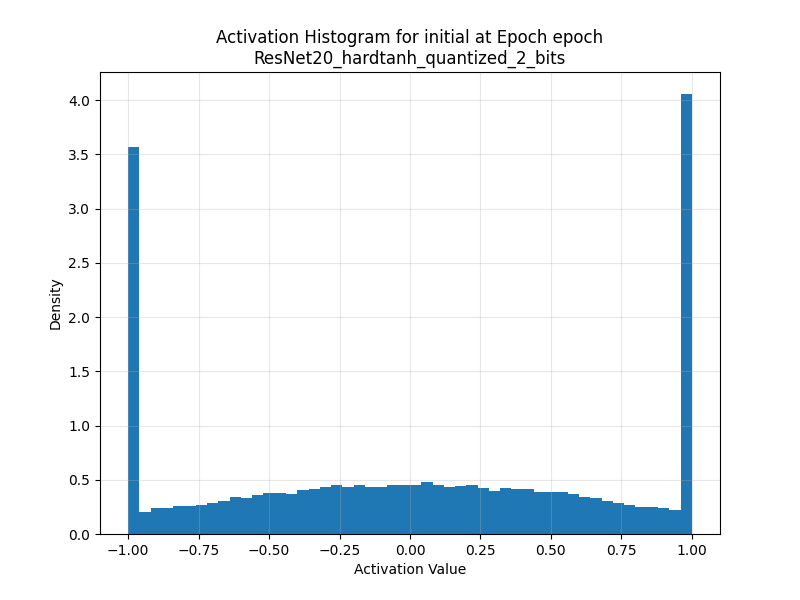 Activation Histogram for initial at Epoch epoch
ResNet20_hardtanh_quantized_2_bits
4.0
3.5
3.0
2.5
2.0
1.5
1.0
0.5
0.0
Density
−1.00 −0.75 −0.50 −0.25 0.00 0.25 0.50 0.75 1.00
Activation Value